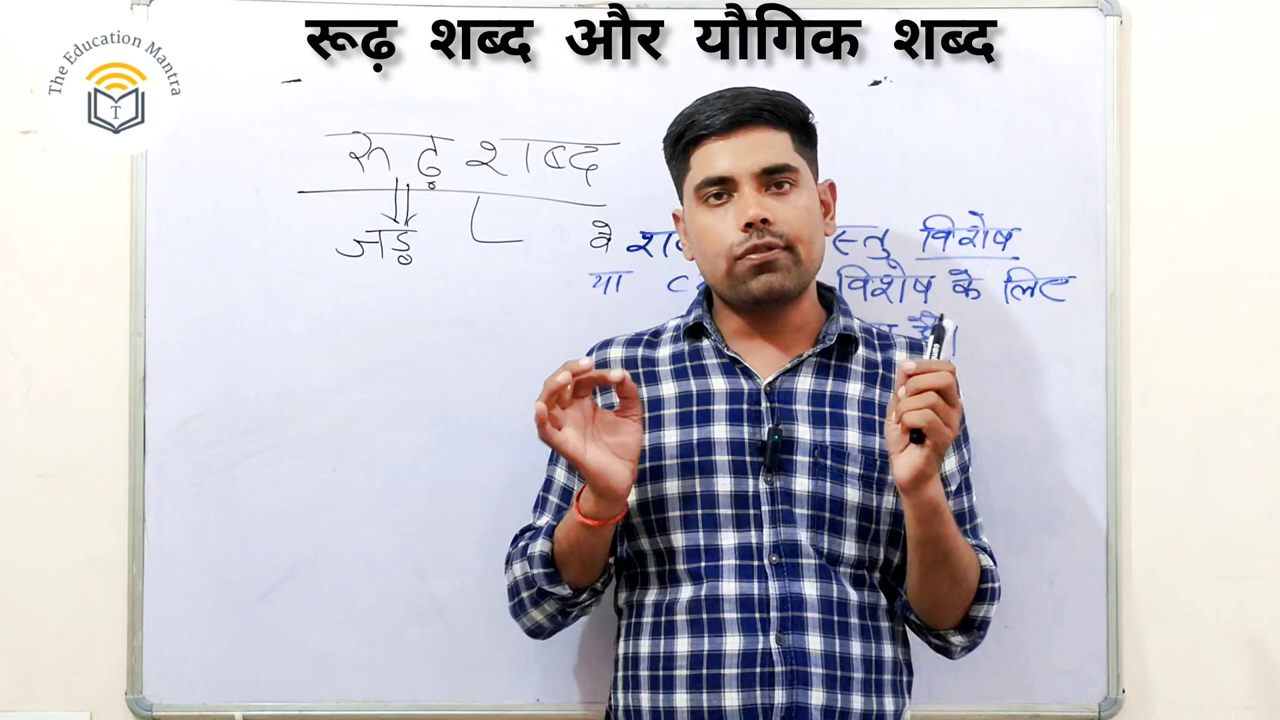 रूढ़ शब्द और यौगिक शब्द
The Education Mantra
T
रूढ़ शब्द
जड़
वे विशेष
या विशेष के लिए
है।